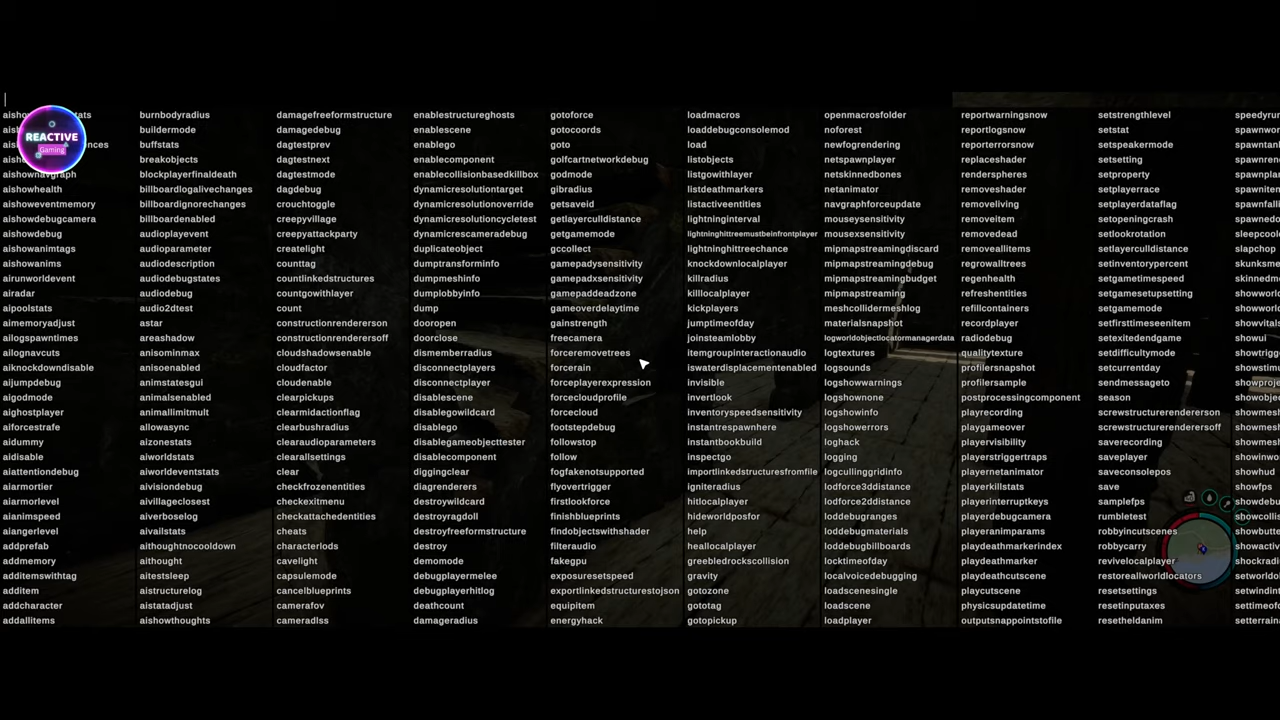 REACTIVE
Gaming
aishowhealth
aishoweventmemory
aishowdebugcamera
aishowdebug
aishowanimtags
aishowanims
airunworldevent
airadar
aipoolstats
aimemoryadjust
ailogspawntimes
ailognavcuts
aiknockdowndisable
aijumpdebug
aigodmode
aighostplayer
aiforcestrafe
aidummy
aidisable
aiattentiondebug
aiarmortier
aiarmorlevel
aianimspeed
aiangerlevel
addprefab
addmemory
additemswithtag
additem
addcharacter
addallitems
burnbodyradius
buildermode
buffstats
breakobjects
blockplayerfinaldeath
billboardlogalivechanges
billboardignorechanges
billboardenabled
audioplayevent
audioparameter
audiodescription
audiodebugstates
audiodebug
audio2dtest
astar
areashadow
anisominmax
anisoenabled
animstatesgui
animalsenabled
animallimitmult
allowasync
aizonestats
aiworldstats
aiworldeventstats
aivisiondebug
aivillageclosest
aiverboselog
aivailstats
aithoughtnocooldown
aithought
aitestsleep
aistructurelog
aistatadjust
aishowthoughts
damagefreeformstructure
damagedebug
dagtestprev
dagtestnext
dagtestmode
dagdebug
crouchtoggle
creepyvillage
creepyattackparty
createlight
counttag
countlinkedstructures
countgowithlayer
count
constructionrendererson
constructionrenderersoff
cloudshadowsenable
cloudfactor
cloudenable
clearpickups
clearmidactionflag
clearbushradius
clearaudioparameters
clearallsettings
clear
checkfrozenentities
checkexitmenu
checkattachedentities
cheats
characterlods
cavelight
capsulemode
cancelblueprints
camerafov
cameradlss
enablestructureghosts
enablescene
enablego
enablecomponent
enablecollisionbasedskillbox
dynamicresolutiontarget
dynamicresolutionoverride
dynamicresolutioncycletest
dynamicrescameradebug
duplicateobject
dumptransforminfo
dumpmeshinfo
dumplobbyinfo
dump
dooropen
doorclose
dismemberradius
disconnectplayers
disconnectplayer
disablescene
disablegowildcard
disablego
disablegameobjecttester
disablecomponent
diggingclear
diagrenderers
destroywildcard
destroyragdoll
destroyfreeformstructure
destroy
demomode
debugplayermelee
debugplayerhitlog
deathcount
damageradius
gotoforce
gotocoords
goto
golfcartnetworkdebug
godmode
gibradius
getsaveid
getlayerculldistance
getgamemode
gccollect
gamepadysensitivity
gamepadxsensitivity
gamepaddeadzone
gameoverdelaytime
gainstrength
freecamera
forceremovetrees
forcerain
forceplayerexpression
forcecloudprofile
forcecloud
footstepdebug
followstop
follow
fogfakenotsupported
flyovertrigger
firstlookforce
finishblueprints
findobjectswithshader
filteraudio
fakegpu
exposuresetspeed
exportlinkedstructurestojson
equipitem
energyhack
loadmacros
loaddebugconsolemod
load
listobjects
listgowithlayer
listdeathmarkers
listactiveentities
lightninginterval
lightninghittreemustbeinfrontplayer
lightninghittreechance
knockdownlocalplayer
killradius
killlocalplayer
kickplayers
jumptimeofday
joinsteamlobby
itemgroupinteractionaudio
iswaterdisplacementenabled
invisible
invertlook
inventoryspeedsensitivity
instantrespawnhere
instantbookbuild
inspectgo
importlinkedstructuresfromfile
igniteradius
hitlocalplayer
hideworldposfor
help
heallocalplayer
greebledrockscollision
gravity
gotozone
gototag
gotopickup
openmacrosfolder
noforest
newfogrendering
netspawnplayer
netskinnedbones
netanimator
navgraphforceupdate
mouseysensitivity
mousexsensitivity
mipmapstreamingdiscard
mipmapstreamingdebug
mipmapstreamingbudget
mipmapstreaming
meshcollidermeshlog
materialsnapshot
logworldobjectlocatormanagerdata
logtextures
logsounds
logshowwarnings
logshownone
logshowinfo
logshowerrors
loghack
logging
logcullinggridinfo
lodforce3ddistance
lodforce2ddistance
loddebugranges
loddebugmaterials
loddebugbillboards
locktimeofday
localvoicedebugging
loadscenesingle
loadscene
loadplayer
reportwarningsnow
reportlogsnow
reporterrorsnow
replaceshader
renderspheres
removeshader
removeliving
removeitem
removedead
removeallitems
regrowalltrees
regenhealth
refreshentities
refillcontainers
recordplayer
radiodebug
qualitytexture
profilersnapshot
profilersample
postprocessingcomponent
playrecording
playgameover
playervisibility
playerstriggertraps
playernetanimator
playerkillstats
playerinterruptkeys
playerdebugcamera
playeranimparams
playdeathmarkerindex
playdeathmarker
playdeathcutscene
playcutscene
physicsupdatetime
outputsnappointstofile
setstrengthlevel
setstat
setspeakermode
setsetting
setproperty
setplayerrace
setplayerdataflag
setopeningcrash
setlookrotation
setlayerculldistance
setinventorypercent
setgametimespeed
setgamesetupsetting
setgamemode
setfirsttimeseenitem
setexitedendgame
setdifficultymode
setcurrentday
sendmessageto
season
screwstructurerendererson
screwstructurerenderersoff
saverecording
saveplayer
saveconsolepos
save
samplefps
rumbletest
robbyincutscenes
robbycarry
revivelocalplayer
restoreallworldlocators
resetsettings
resetinputaxes
resetheldanim
showui
showhud
showfps
slapchop